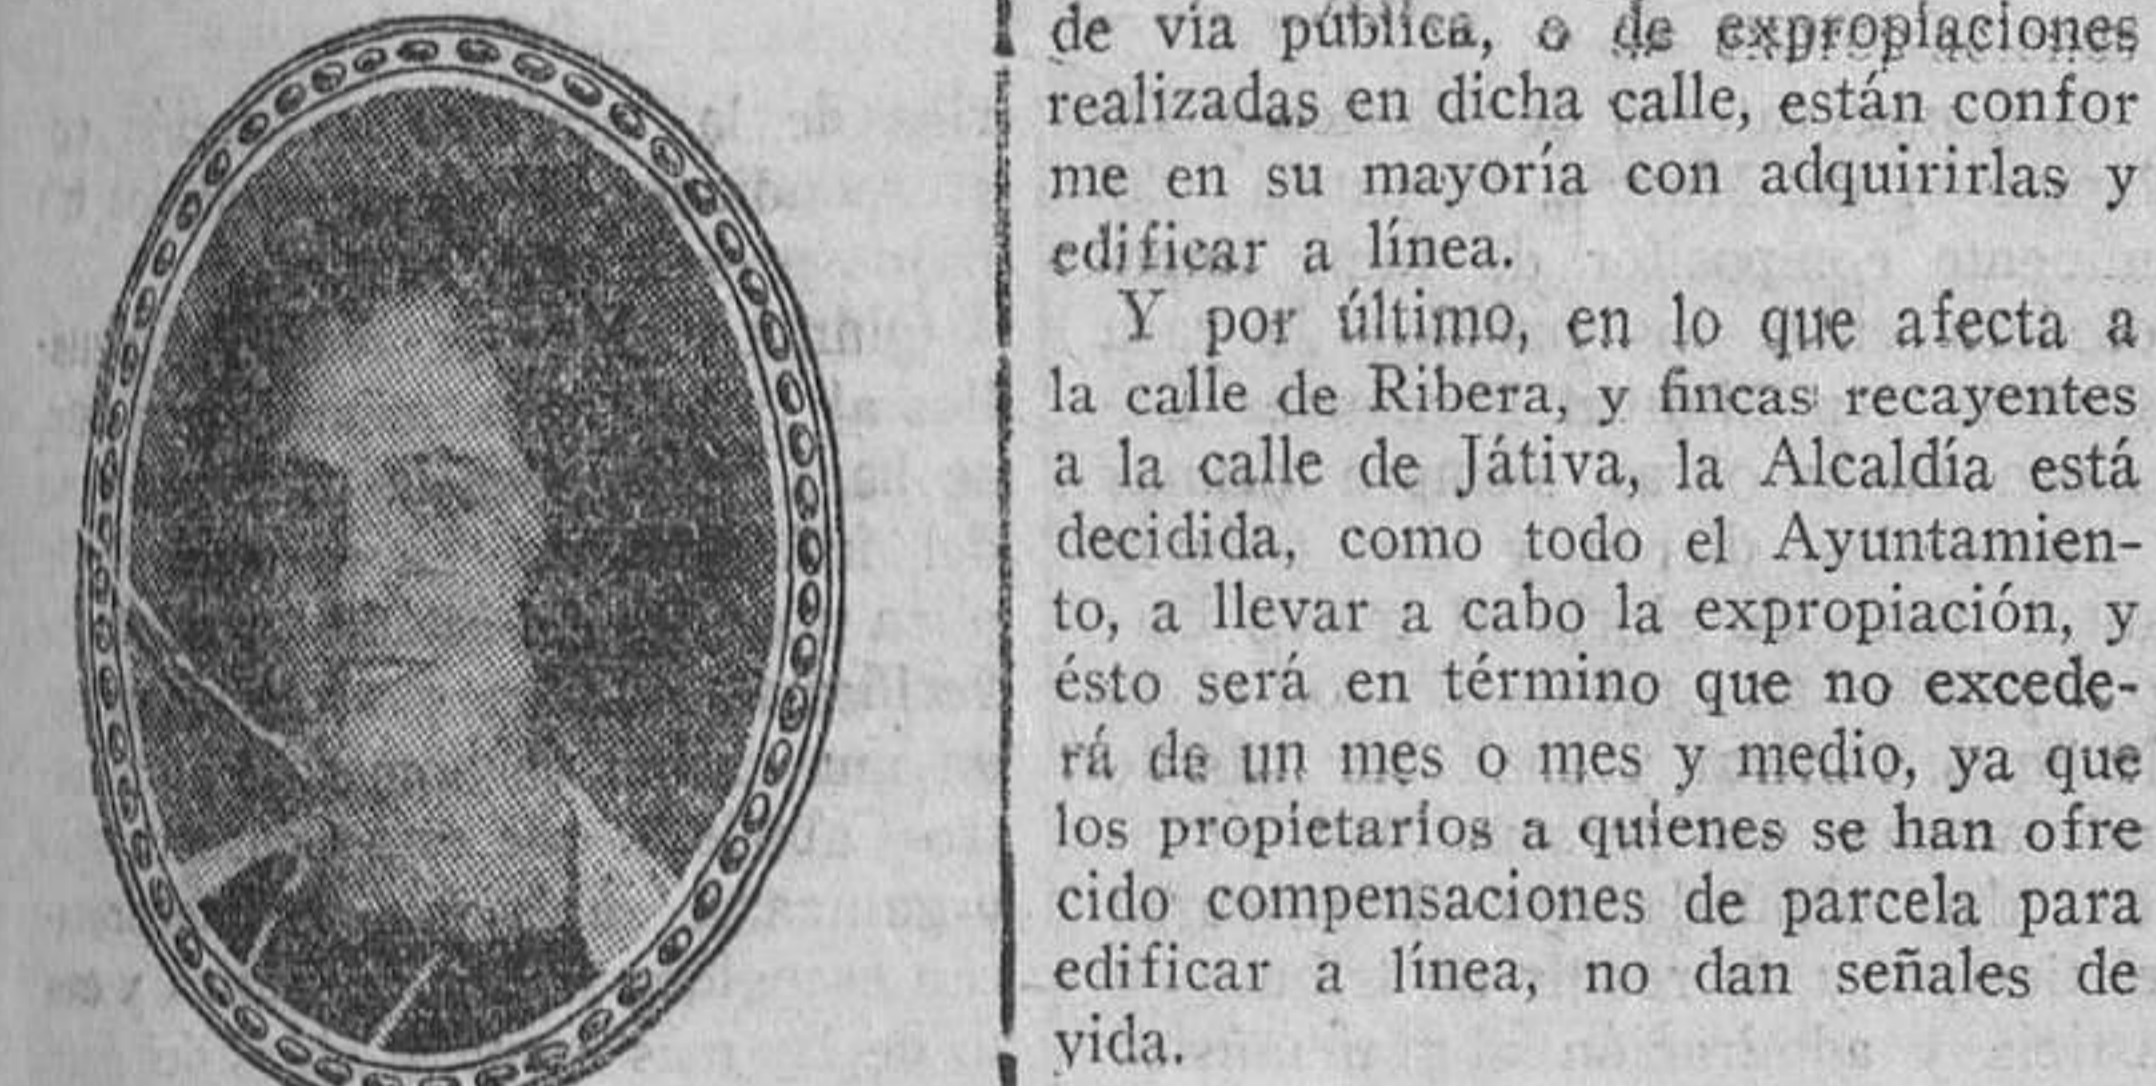 de vía pública, o de expropiaciones
realizadas en dicha calle, están confor
me en su mayoría con adquirirlas y
edificar a línea.
Y por último, en lo que afecta a
la calle de Ribera, y fincas recayentes
a la calle de Játiva, la Alcaldía está
decidida, como todo el Ayuntamien-
to, a llevar a cabo la expropiación, y
ésto será en término que no excede-
rá de un mes o mes y medio, ya que
los propietarios a quienes se han ofre
cido compensaciones de parcela para
edificar a línea, no dan señales de
vida.